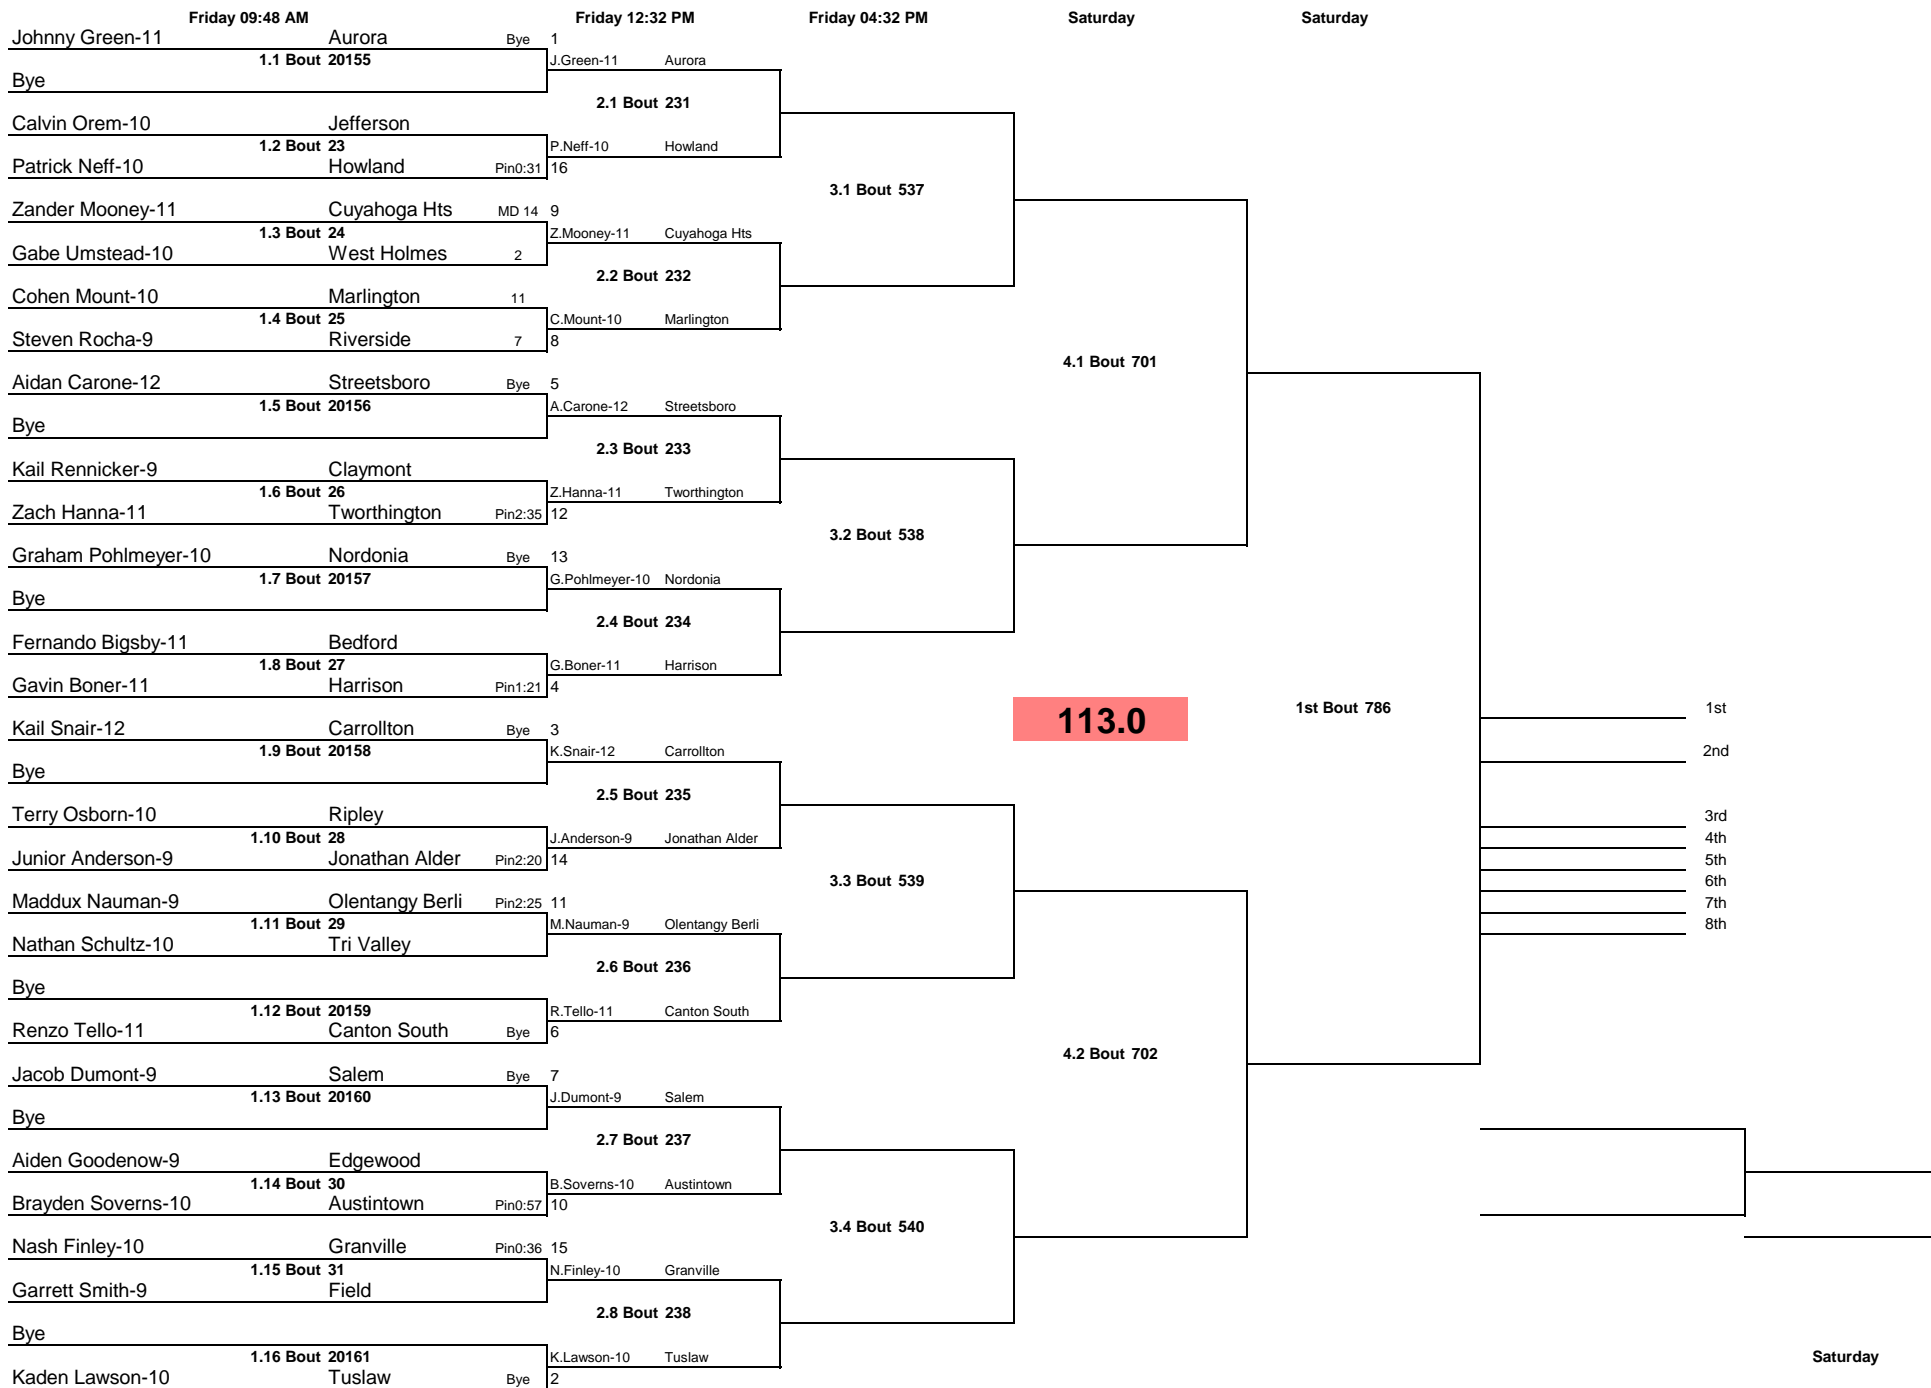 Friday 09:48 AM Friday 12:32 PM Friday 04:32 PM Saturday Saturday
Johnny Green-11 Aurora Bye 1
1.1 Bout 20155 J.Green-11 Aurora
Bye
2.1 Bout 231
Calvin Orem-10 Jefferson
1.2 Bout 23 P.Neff-10 Howland
Patrick Neff-10 Howland Pin0:31 16
3.1 Bout 537
Zander Mooney-11 Cuyahoga Hts MD 14 9
1.3 Bout 24 Z.Mooney-11 Cuyahoga Hts
Gabe Umstead-10 West Holmes 2
2.2 Bout 232
Cohen Mount-10 Marlington 11
1.4 Bout 25 C.Mount-10 Marlington
Steven Rocha-9 Riverside 7 8
4.1 Bout 701
Aidan Carone-12 Streetsboro Bye 5
1.5 Bout 20156 A.Carone-12 Streetsboro
Bye
2.3 Bout 233
Kail Rennicker-9 Claymont
1.6 Bout 26 Z.Hanna-11 Tworthington
Zach Hanna-11 Tworthington Pin2:35 12
3.2 Bout 538
Graham Pohlmeyer-10 Nordonia Bye 13
1.7 Bout 20157 G.Pohlmeyer-10 Nordonia
Bye
2.4 Bout 234
Fernando Bigsby-11 Bedford
1.8 Bout 27 G.Boner-11 Harrison
Gavin Boner-11 Harrison Pin1:21 4
113.0 1st Bout 786 1st
Kail Snair-12 Carrollton Bye 3
1.9 Bout 20158 K.Snair-12 Carrollton 2nd
Bye
2.5 Bout 235
Terry Osborn-10 Ripley 3rd
1.10 Bout 28 J.Anderson-9 Jonathan Alder 4th
Junior Anderson-9 Jonathan Alder Pin2:20 14 5th
3.3 Bout 539 6th
Maddux Nauman-9 Olentangy Berli Pin2:25 11 7th
1.11 Bout 29 M.Nauman-9 Olentangy Berli 8th
Nathan Schultz-10 Tri Valley
2.6 Bout 236
Bye
1.12 Bout 20159 R.Tello-11 Canton South
Renzo Tello-11 Canton South Bye 6
4.2 Bout 702
Jacob Dumont-9 Salem Bye 7
1.13 Bout 20160 J.Dumont-9 Salem
Bye
2.7 Bout 237
Aiden Goodenow-9 Edgewood
1.14 Bout 30 B.Soverns-10 Austintown
Brayden Soverns-10 Austintown Pin0:57 10
3.4 Bout 540
Nash Finley-10 Granville Pin0:36 15
1.15 Bout 31 N.Finley-10 Granville
Garrett Smith-9 Field
2.8 Bout 238
Bye
1.16 Bout 20161 K.Lawson-10 Tuslaw Saturday
Kaden Lawson-10 Tuslaw Bye 2